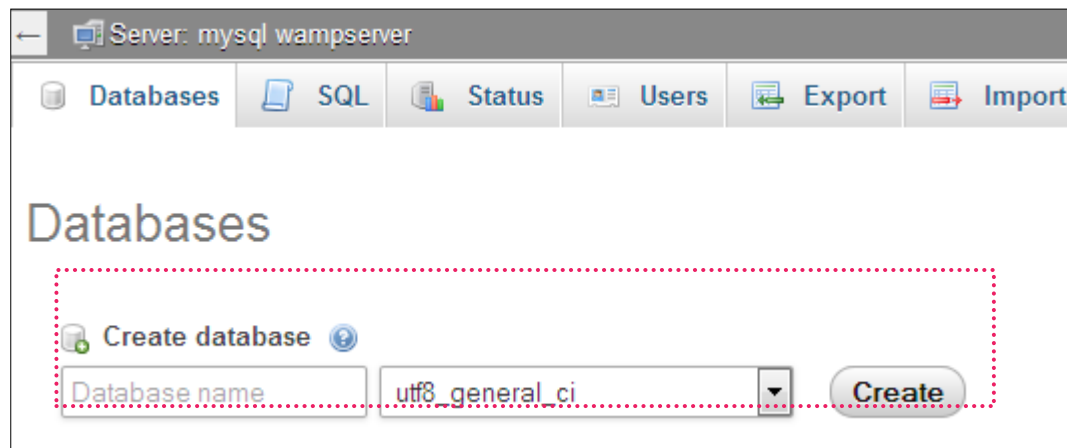 Server: mysql wampserver
Databases SQL Status Users Export Import
Databases
Create database
Database name utf8_general_ci Create